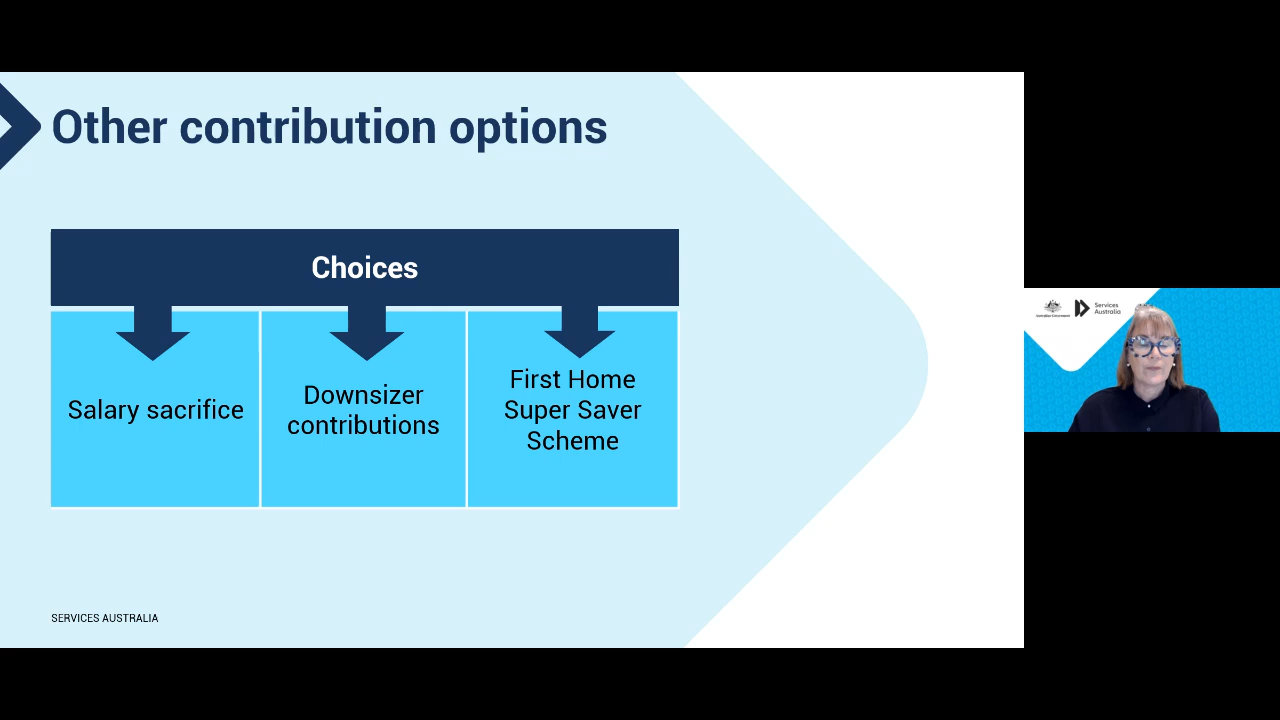 Other contribution options
Choices
Salary sacrifice
Downsizer
contributions
First Home
Super Saver
Scheme
SERVICES AUSTRALIA
Services
Australia